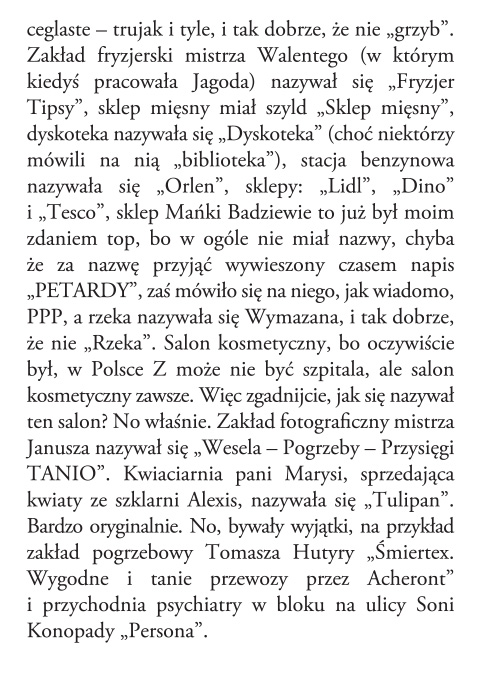 ceglaste – trujak i tyle, i tak dobrze, że nie „grzyb”.
Zakład fryzjerski mistrza Walentego (w którym
kiedyś pracowała Jagoda) nazywał się „Fryzjer
Tipsy”, sklep mięsny miał szyld „Sklep mięsny”,
dyskoteka nazywała się „Dyskoteka” (choć niektórzy
mówili na nią „biblioteka”), stacja benzynowa
nazywała się „Orlen”, sklepy: „Lidl”, „Dino”
i „Tesco”, sklep Mańki Badziewie to już był moim
zdaniem top, bo w ogóle nie miał nazwy, chyba
że za nazwę przyjąć wywieszony czasem napis
„PETARDY”, zaś mówiło się na niego, jak wiadomo,
PPP, a rzeka nazywała się Wymazana, i tak dobrze,
że nie „Rzeka”. Salon kosmetyczny, bo oczywiście
był, w Polsce Z może nie być szpitala, ale salon
kosmetyczny zawsze. Więc zgadnijcie, jak się nazywał
ten salon? No właśnie. Zakład fotograficzny mistrza
Janusza nazywał się „Wesela – Pogrzeby – Przysięgi
TANIO”. Kwiaciarnia pani Marysi, sprzedająca
kwiaty ze szklarni Alexis, nazywała się „Tulipan”.
Bardzo oryginalnie. No, bywały wyjątki, na przykład
zakład pogrzebowy Tomasza Hutyry „Śmiertex.
Wygodne i tanie przewozy przez Acheront”
i przychodnia psychiatry w bloku na ulicy Soni
Konopady „Persona”.